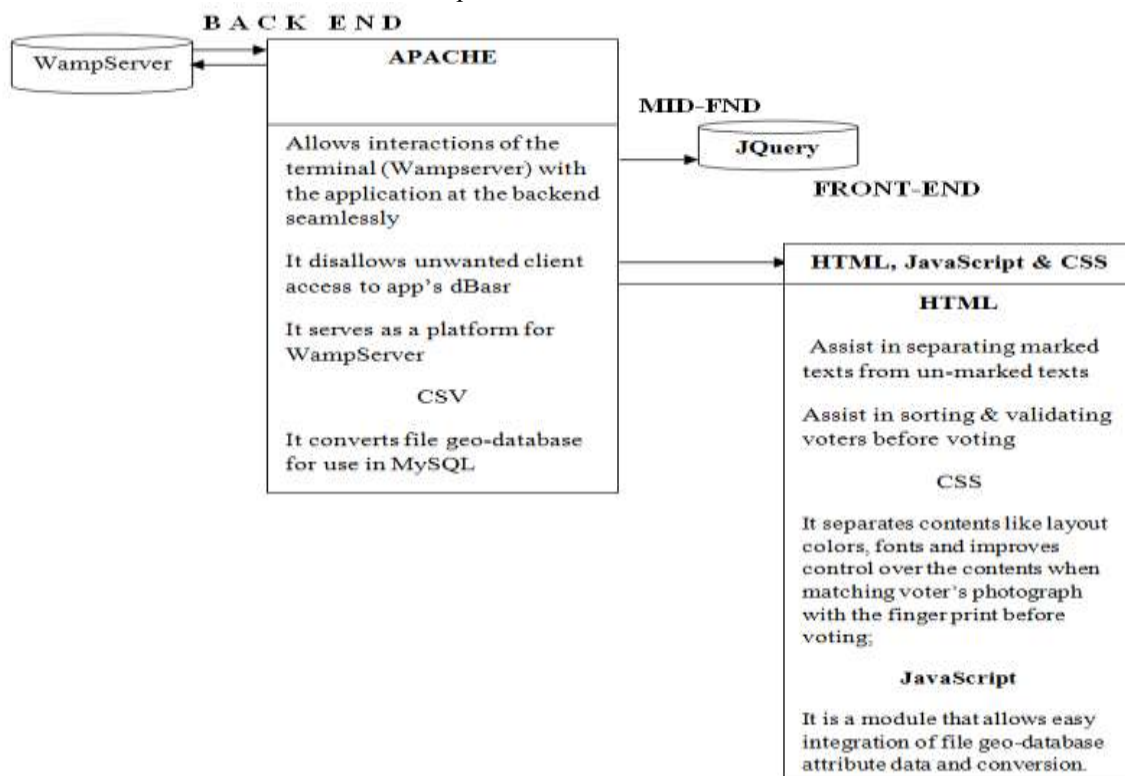 BACK END
WampServer
APACHE
Allows interactions of the
terminal (Wampserver) with
the application at the backend
seamlessly
It disallows unwanted client
access to app's dBasr
It serves as a platform for
WampServer
CSV
It converts file geo-database
for use in MySQL
MID-FND
JQuery
FRONT-END
HTML, JavaScript & CSS
HTML
Assist in separating marked
texts from un-marked texts
Assist in sorting & validating
voters before voting
CSS
It separates contents like layout
colors, fonts and improves
control over the contents when
matching voter's photograph
with the finger print before
voting;
JavaScript
It is a module that allows easy
integration of file geo-database
attribute data and conversion.